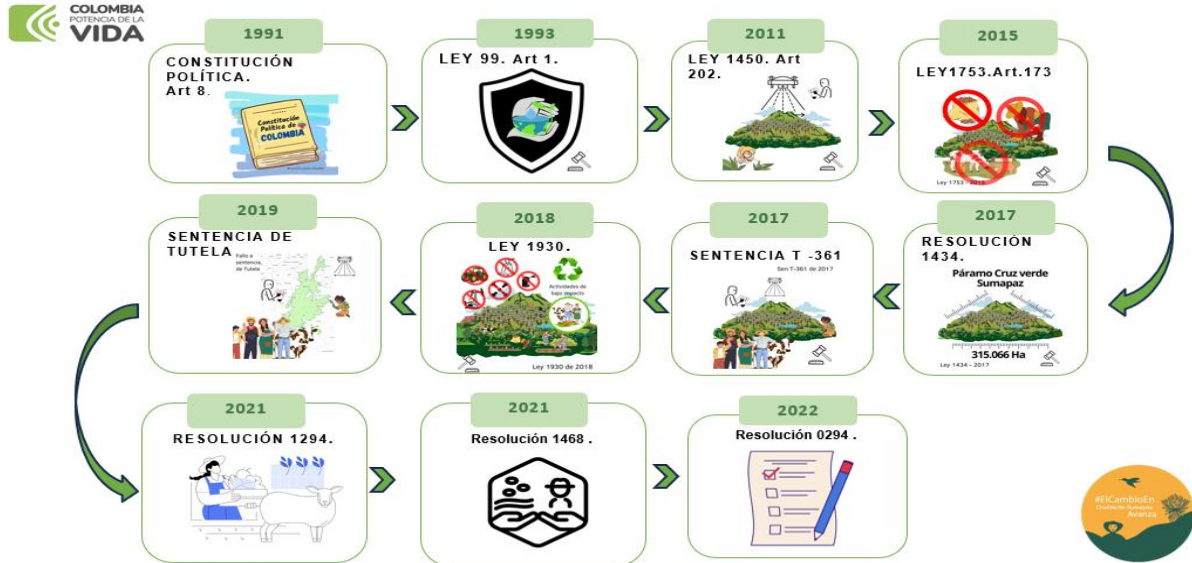 COLOMBIA
POTENCIA DE LA
VIDA
1991
CONSTITUCIÓN
POLÍTICA.
Art 8.
Constitución
Política de
COLOMBIA
1993
LEY 99. Art 1.
2011
LEY 1450. Art
202.
2015
LEY1753.Art.173
Ley 1753 - 2015
2017
RESOLUCIÓN
1434.
Páramo Cruz verde
Sumapaz
315.066 Ha
Ley 1434 - 2017
2017
SENTENCIA T -361
Sen T-361 de 2017
2018
LEY 1930.
Actividades de
bajo impacto
Ley 1930 de 2018
2019
SENTENCIA DE
TUTELA
Fallo a
sentencia
de Tutela
2021
RESOLUCIÓN 1294.
2021
Resolución 1468 .
2022
Resolución 0294 .
#ElCambioEn
Cruzverde Sumapaz
Avanza